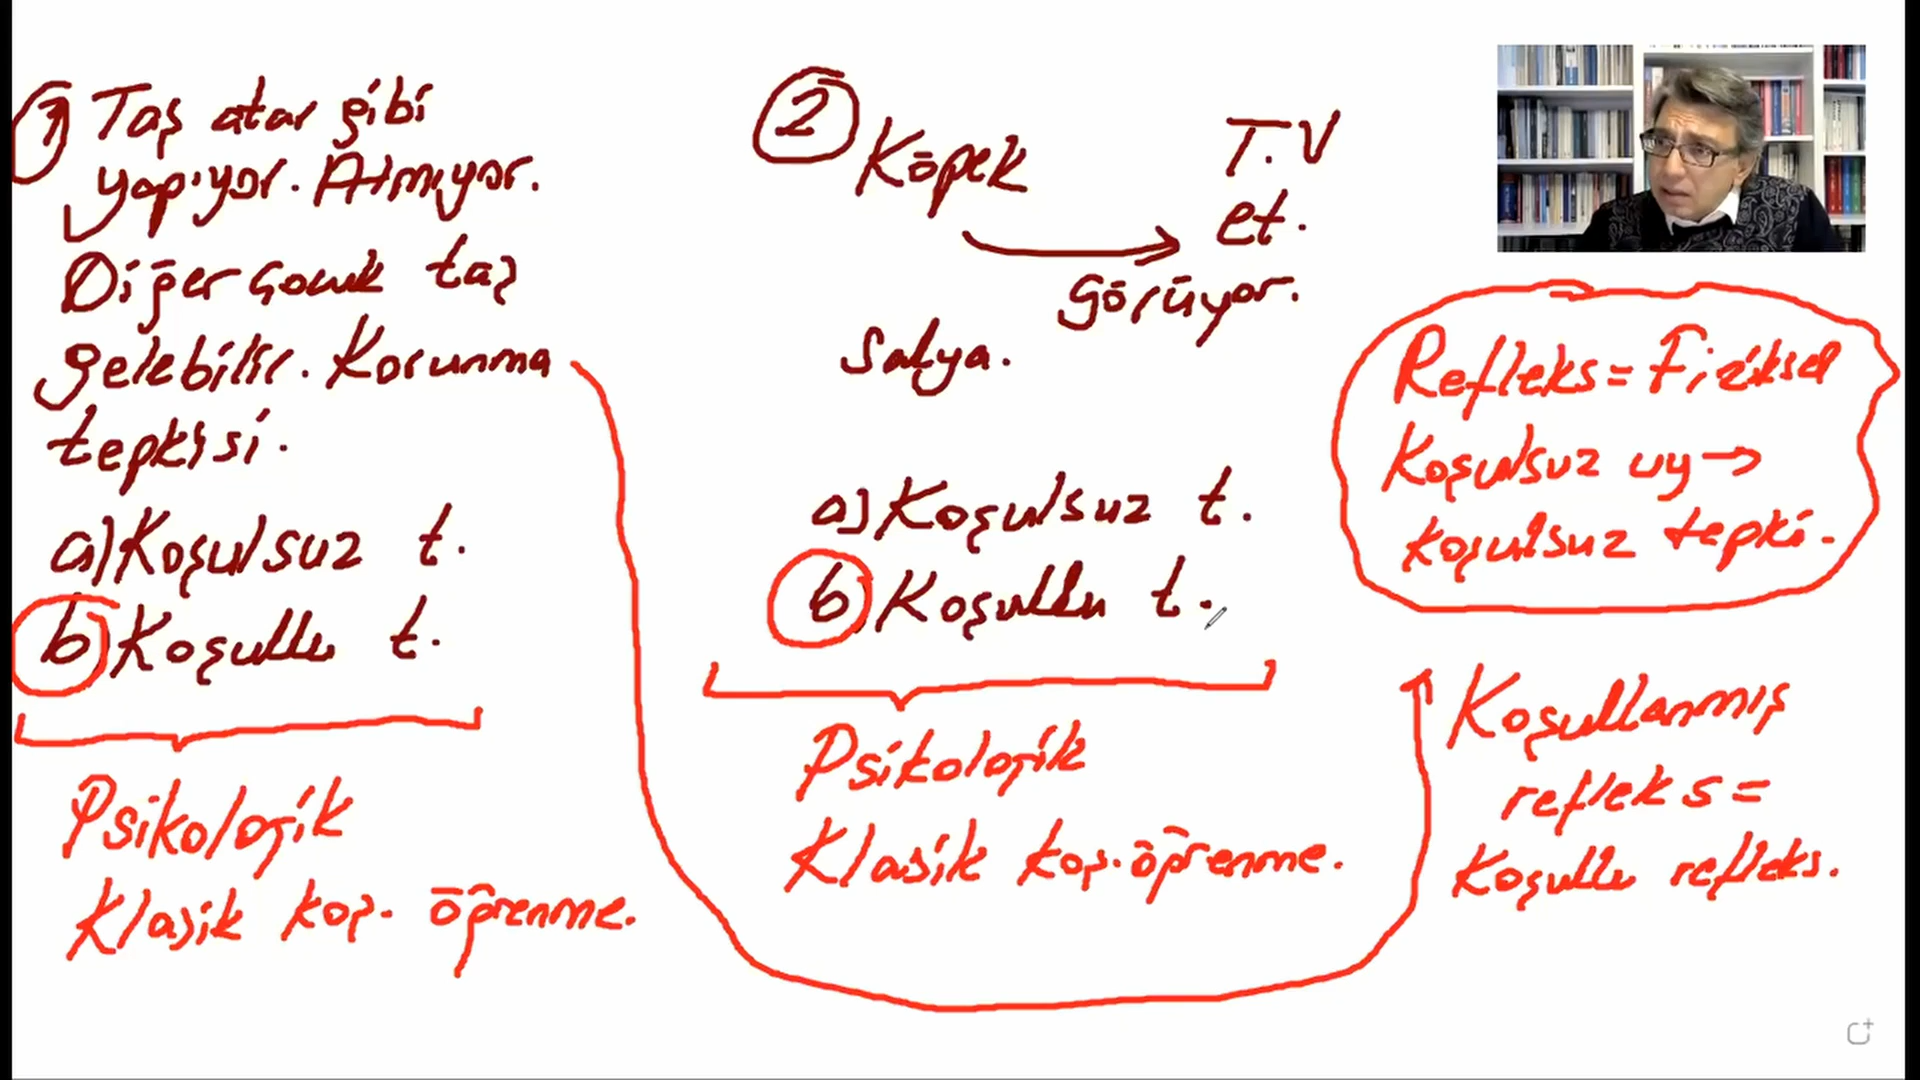 1 Taş atar gibi
yapıyor. Atmıyor.
Diğer çocuk taş
gelebilir. Korunma
tepkisi.
a) Koşulsuz t.
b) Koşullu t.
Psikolojik
Klasik koş. öğrenme.
2
Köpek
T.V
et.
görüyor.
Salya.
a) Koşulsuz t.
b) Koşullu t.
Psikolojik
Klasik koş. öğrenme.
Refleks = Fiziksel
Koşulsuz uy →
koşulsuz tepki.
Koşullanmış
refleks =
Koşullu refleks.